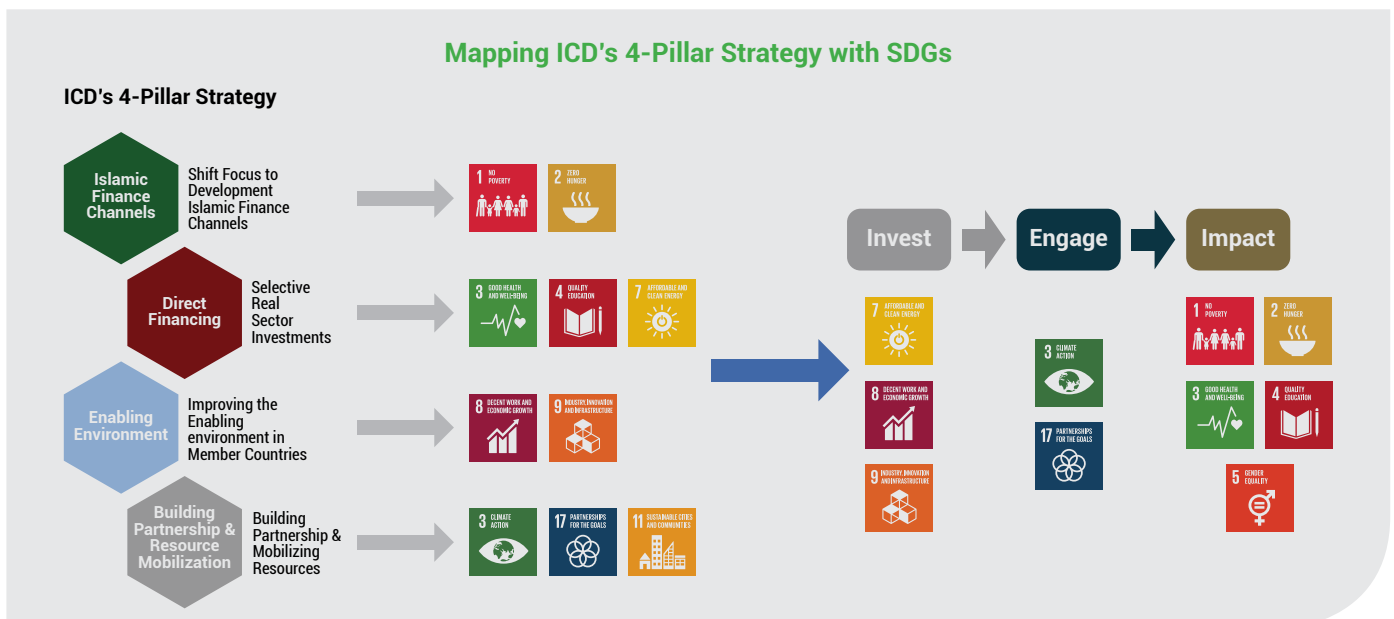 Mapping ICD's 4-Pillar Strategy with SDGs
ICD's 4-Pillar Strategy
Islamic
Finance
Channels
Shift Focus to
Development
Islamic Finance
Channels
1 NO
POVERTY
2 ZERO
HUNGER
Direct
Financing
Selective
Real
Sector
Investments
3 GOOD HEALTH
AND WELL-BEING
4 QUALITY
EDUCATION
7 AFFORDABLE AND
CLEAN ENERGY
Enabling
Environment
Improving the
Enabling
environment in
Member Countries
8 DECENT WORK AND
ECONOMIC GROWTH
9 INDUSTRY, INNOVATION
AND INFRASTRUCTURE
Building
Partnership &
Resource
Mobilization
Building
Partnership &
Mobilizing
Resources
3 CLIMATE
ACTION
17 PARTNERSHIPS
FOR THE GOALS
11 SUSTAINABLE CITIES
AND COMMUNITIES
Invest
7 AFFORDABLE AND
CLEAN ENERGY
8 DECENT WORK AND
ECONOMIC GROWTH
9 INDUSTRY, INNOVATION
AND INFRASTRUCTURE
Engage
3 CLIMATE
ACTION
17 PARTNERSHIPS
FOR THE GOALS
Impact
1 NO
POVERTY
2 ZERO
HUNGER
3 GOOD HEALTH
AND WELL-BEING
4 QUALITY
EDUCATION
5 GENDER
EQUALITY